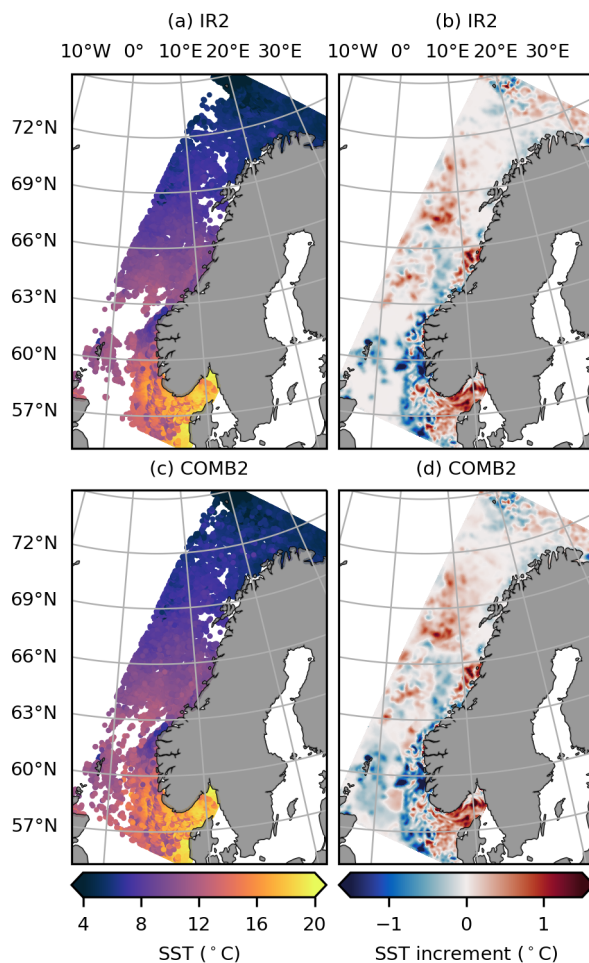 (a) IR2 (b) IR2
10°W 0° 10°E 20°E 30°E 10°W 0° 10°E 20°E 30°E
72°N
69°N
66°N
63°N
60°N
57°N
(c) COMB2 (d) COMB2
72°N
69°N
66°N
63°N
60°N
57°N
4 8 12 16 20 −1 0 1
SST (°C) SST increment (°C)